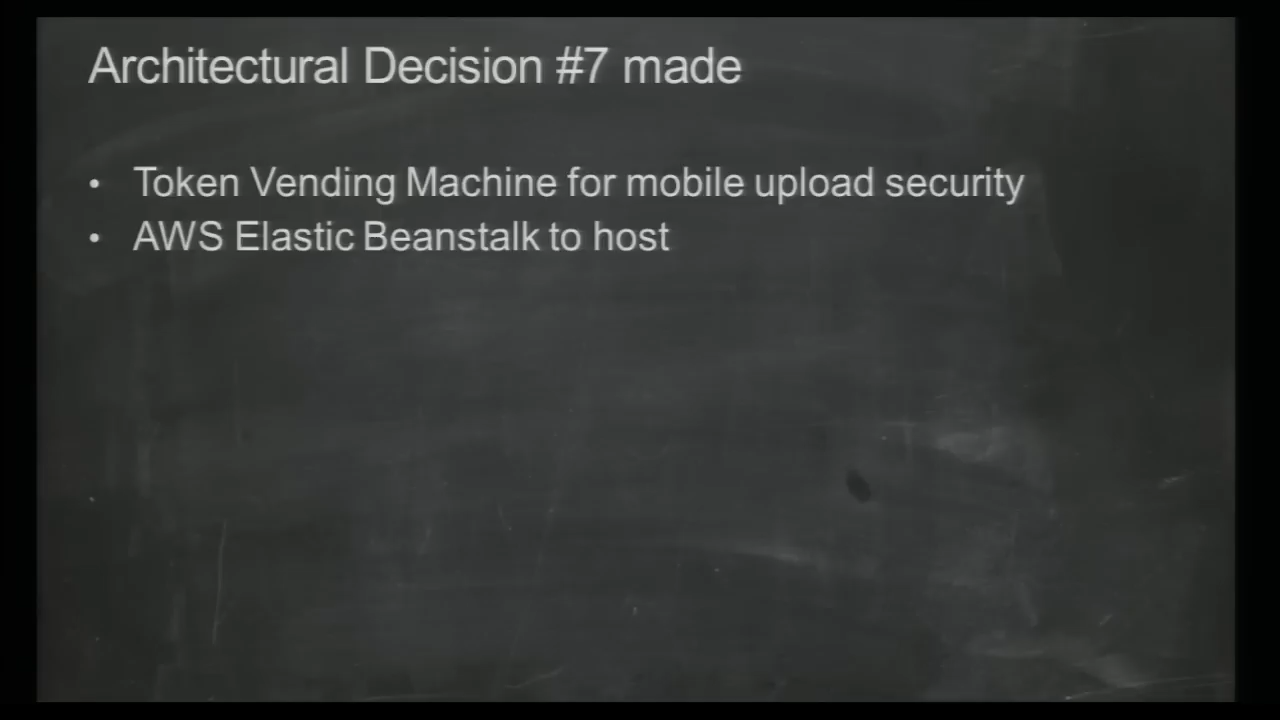 Architectural Decision #7 made
• Token Vending Machine for mobile upload security
• AWS Elastic Beanstalk to host